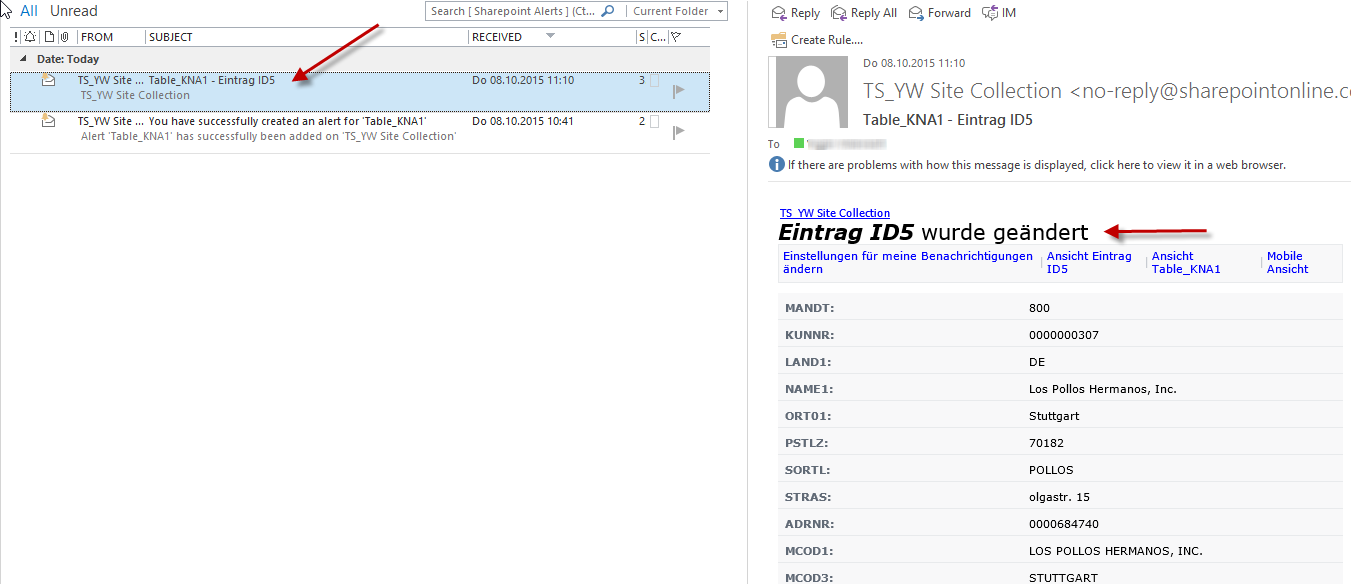 All Unread
Search [ Sharepoint Alerts ] (Ct... Current Folder
! FROM SUBJECT RECEIVED S C...
Date: Today
TS_YW Site ... Table_KNA1 - Eintrag ID5 Do 08.10.2015 11:10 3
TS_YW Site Collection
TS_YW Site ... You have successfully created an alert for 'Table_KNA1' Do 08.10.2015 10:41 2
Alert 'Table_KNA1' has successfully been added on 'TS_YW Site Collection'
Reply Reply All Forward IM
Create Rule....
Do 08.10.2015 11:10
TS_YW Site Collection <no-reply@sharepointonline.c
Table_KNA1 - Eintrag ID5
To
If there are problems with how this message is displayed, click here to view it in a web browser.
TS_YW Site Collection
Eintrag ID5 wurde geändert
Einstellungen für meine Benachrichtigungen ändern
Ansicht Eintrag ID5
Ansicht Table_KNA1
Mobile Ansicht
MANDT: 800
KUNNR: 0000000307
LAND1: DE
NAME1: Los Pollos Hermanos, Inc.
ORT01: Stuttgart
PSTLZ: 70182
SORTL: POLLOS
STRAS: olgastr. 15
ADRNR: 0000684740
MCOD1: LOS POLLOS HERMANOS, INC.
MCOD3: STUTTGART